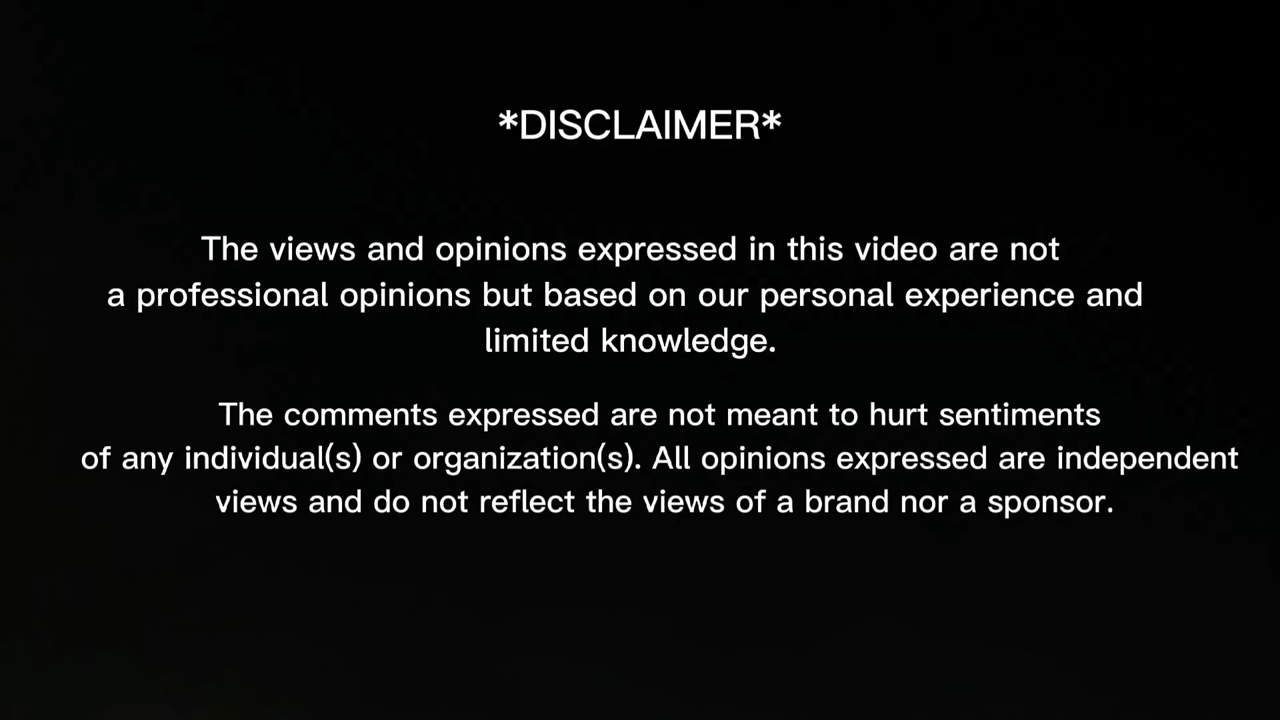 *DISCLAIMER*
The views and opinions expressed in this video are not
a professional opinions but based on our personal experience and
limited knowledge.
The comments expressed are not meant to hurt sentiments
of any individual(s) or organization(s). All opinions expressed are independent
views and do not reflect the views of a brand nor a sponsor.